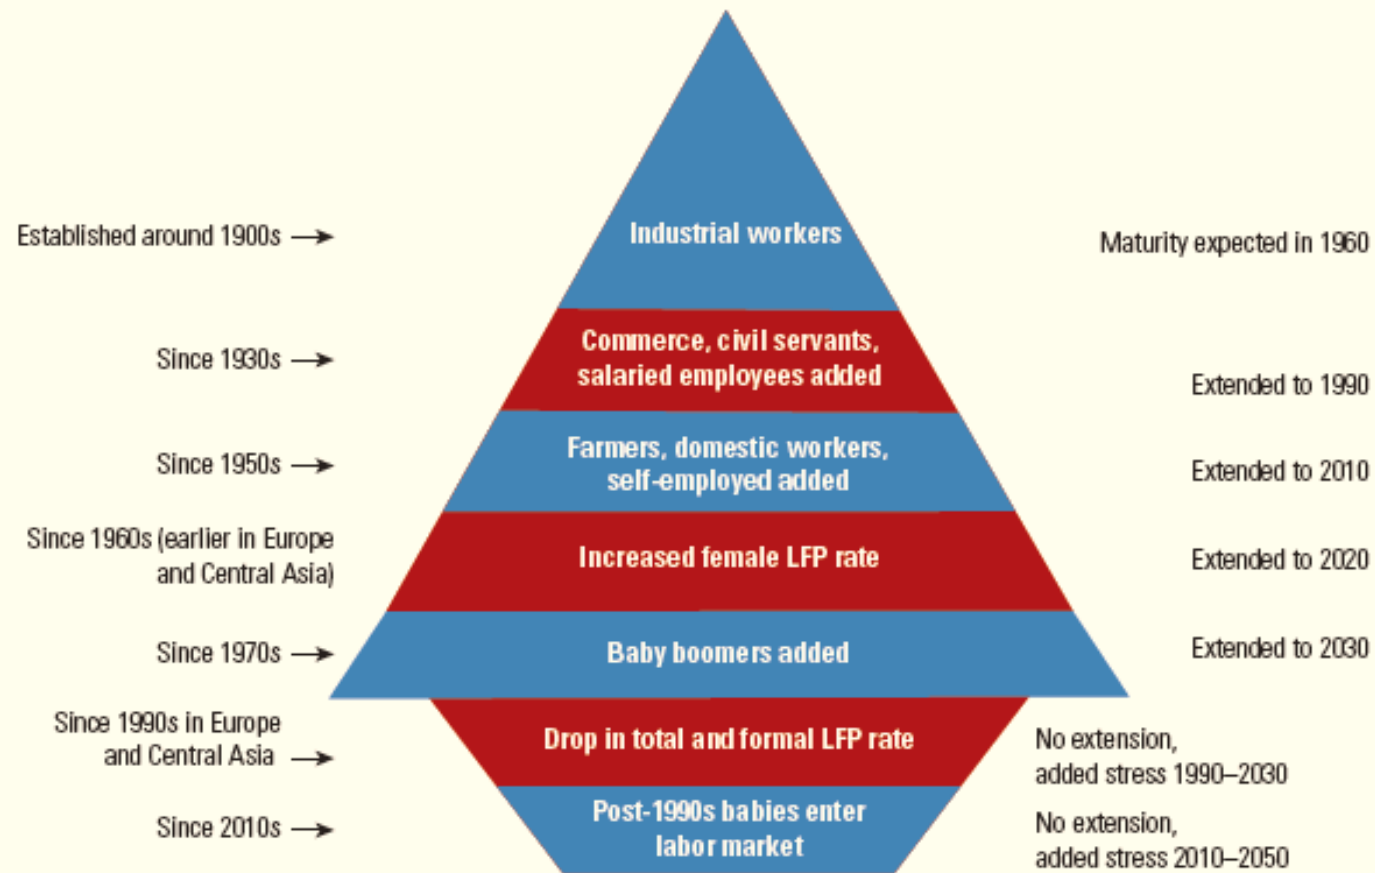 Established around 1900s →
Industrial workers
Maturity expected in 1960
Since 1930s →
Commerce, civil servants,
salaried employees added
Extended to 1990
Since 1950s →
Farmers, domestic workers,
self-employed added
Extended to 2010
Since 1960s (earlier in Europe
and Central Asia)
Increased female LFP rate
Extended to 2020
Since 1970s →
Baby boomers added
Extended to 2030
Since 1990s in Europe
and Central Asia →
Drop in total and formal LFP rate
No extension,
added stress 1990–2030
Since 2010s →
Post-1990s babies enter
labor market
No extension,
added stress 2010–2050